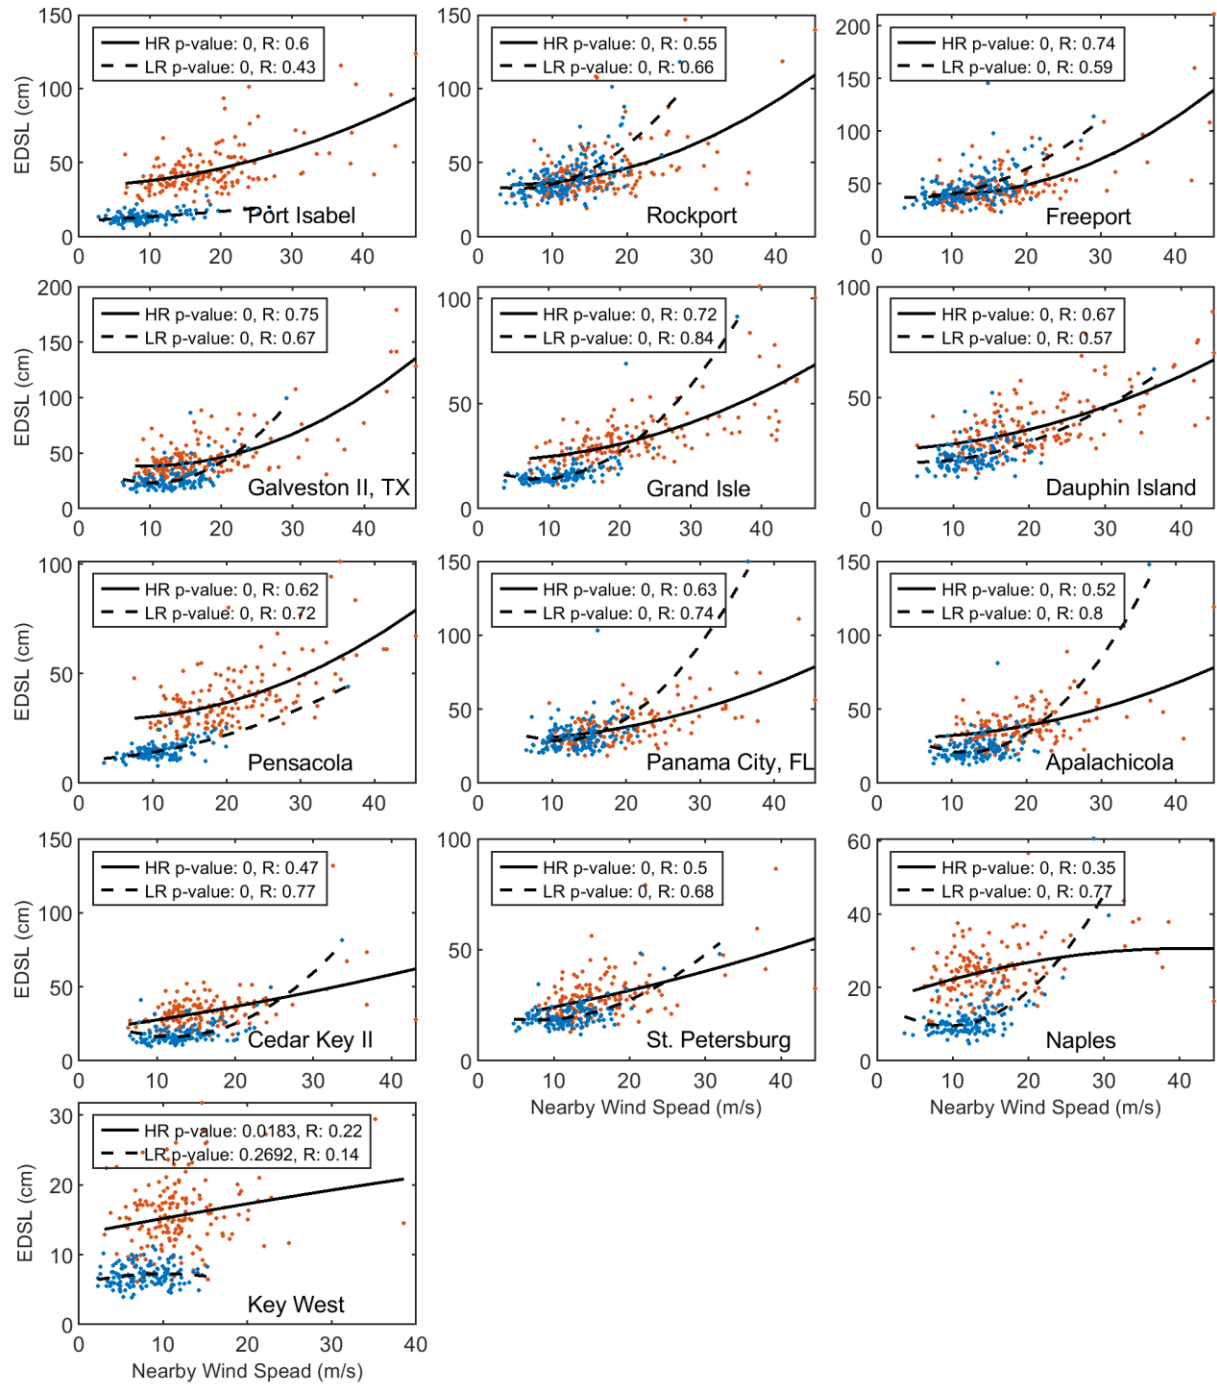 150
100
50
0
EDSL (cm)
HR p-value: 0, R: 0.6
LR p-value: 0, R: 0.43
Port Isabel
0 10 20 30 40
150
100
50
0
HR p-value: 0, R: 0.55
LR p-value: 0, R: 0.66
Rockport
0 10 20 30 40
200
150
100
50
0
HR p-value: 0, R: 0.74
LR p-value: 0, R: 0.59
Freeport
0 10 20 30 40
200
150
100
50
0
EDSL (cm)
HR p-value: 0, R: 0.75
LR p-value: 0, R: 0.67
Galveston II, TX
0 10 20 30 40
100
50
0
HR p-value: 0, R: 0.72
LR p-value: 0, R: 0.84
Grand Isle
0 10 20 30 40
100
50
0
HR p-value: 0, R: 0.67
LR p-value: 0, R: 0.57
Dauphin Island
0 10 20 30 40
100
50
0
EDSL (cm)
HR p-value: 0, R: 0.62
LR p-value: 0, R: 0.72
Pensacola
0 10 20 30 40
150
100
50
0
HR p-value: 0, R: 0.63
LR p-value: 0, R: 0.74
Panama City, FL
0 10 20 30 40
150
100
50
0
HR p-value: 0, R: 0.52
LR p-value: 0, R: 0.8
Apalachicola
0 10 20 30 40
150
100
50
0
EDSL (cm)
HR p-value: 0, R: 0.47
LR p-value: 0, R: 0.77
Cedar Key II
0 10 20 30 40
100
50
0
HR p-value: 0, R: 0.5
LR p-value: 0, R: 0.68
St. Petersburg
0 10 20 30 40
Nearby Wind Spead (m/s)
60
40
20
0
HR p-value: 0, R: 0.35
LR p-value: 0, R: 0.77
Naples
0 10 20 30 40
Nearby Wind Spead (m/s)
30
20
10
0
EDSL (cm)
HR p-value: 0.0183, R: 0.22
LR p-value: 0.2692, R: 0.14
Key West
0 10 20 30 40
Nearby Wind Spead (m/s)